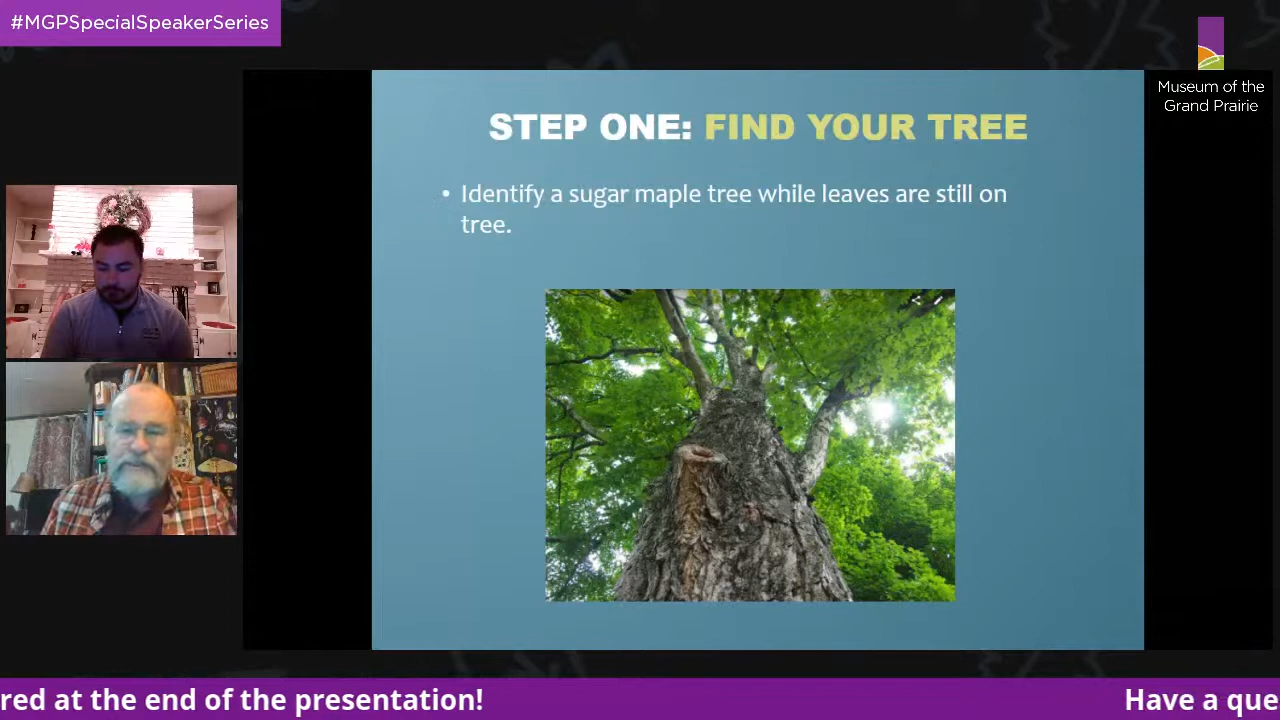 #MGPSpecialSpeakerSeries
Museum of the
Grand Prairie
STEP ONE: FIND YOUR TREE
• Identify a sugar maple tree while leaves are still on
tree.
red at the end of the presentation!
Have a que